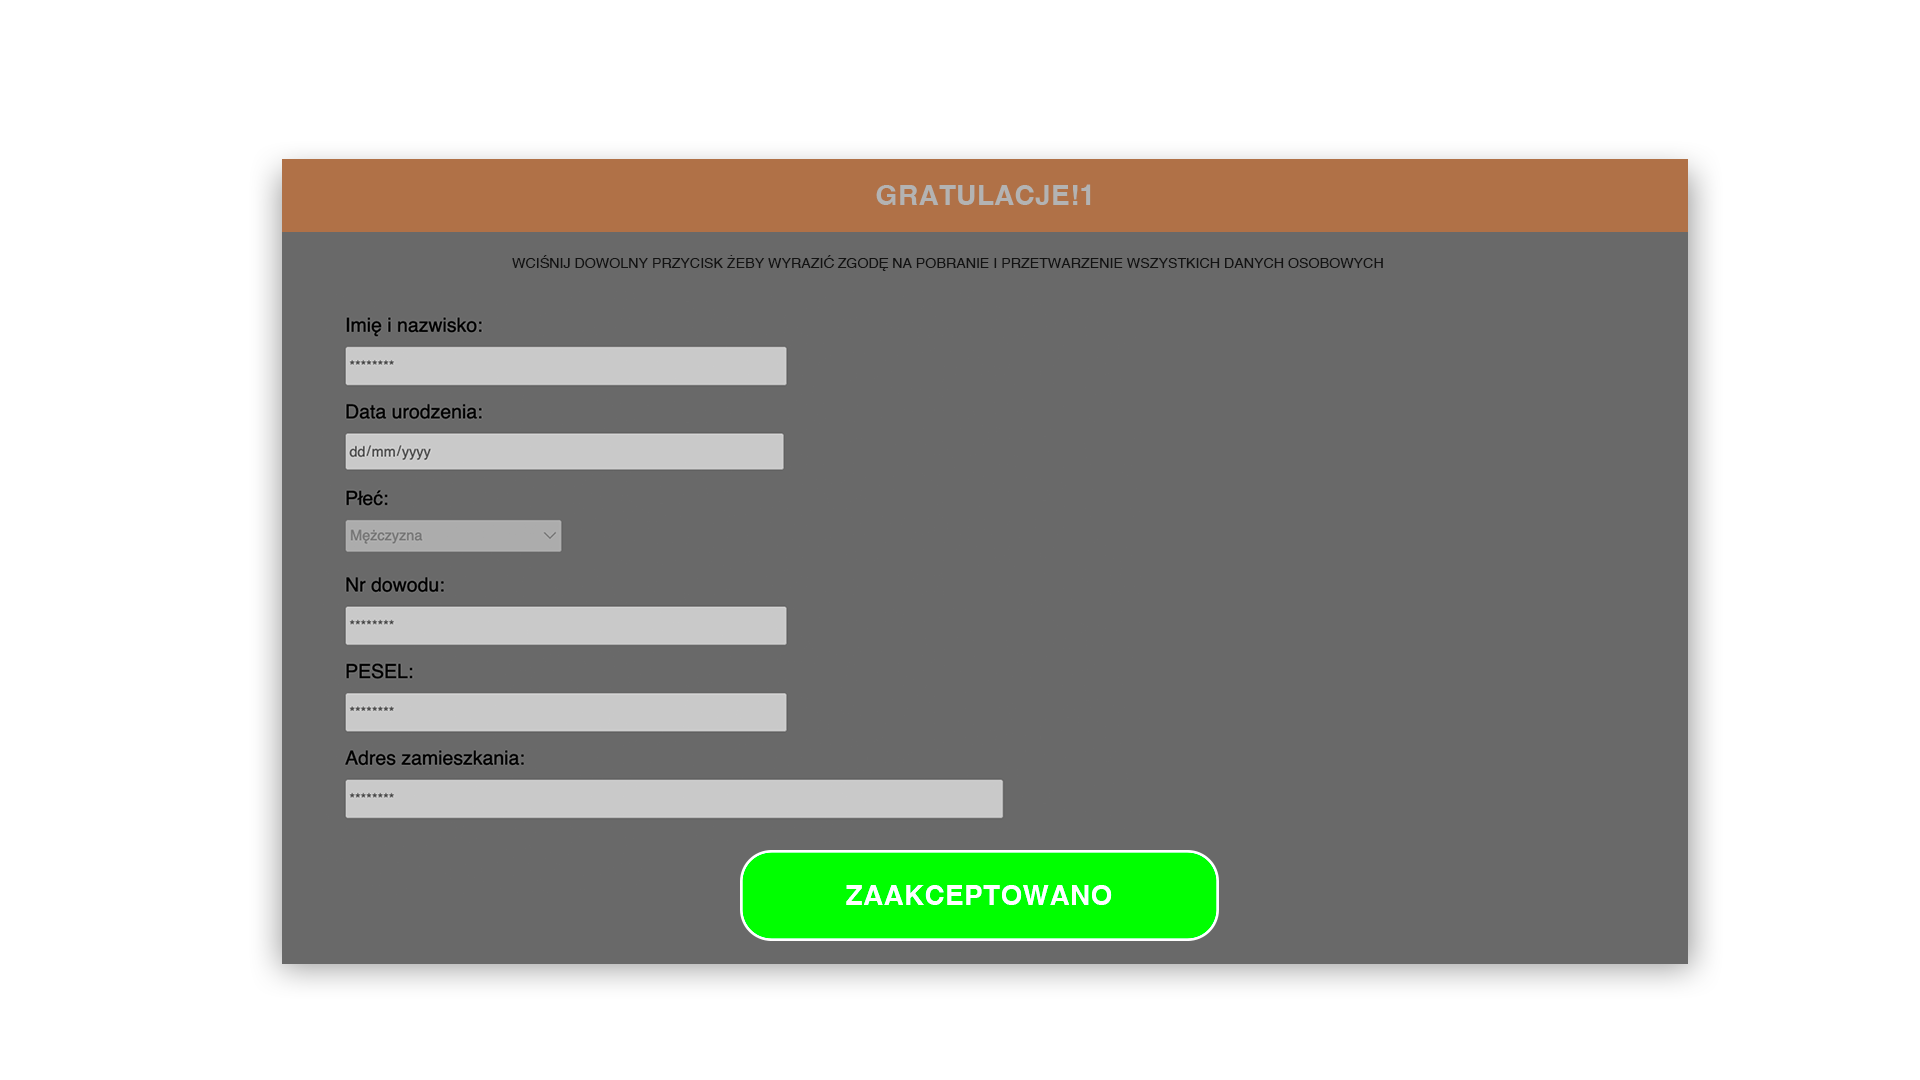 GRATULACJE!1
WCIŚNIJ DOWOLNY PRZYCISK ŻEBY WYRAZIĆ ZGODĘ NA POBRANIE I PRZETWARZENIE WSZYSTKICH DANYCH OSOBOWYCH
Imię i nazwisko:
********
Data urodzenia:
dd/mm/yyyy
Płeć:
Mężczyzna
Nr dowodu:
********
PESEL:
********
Adres zamieszkania:
********
ZAAKCEPTOWANO